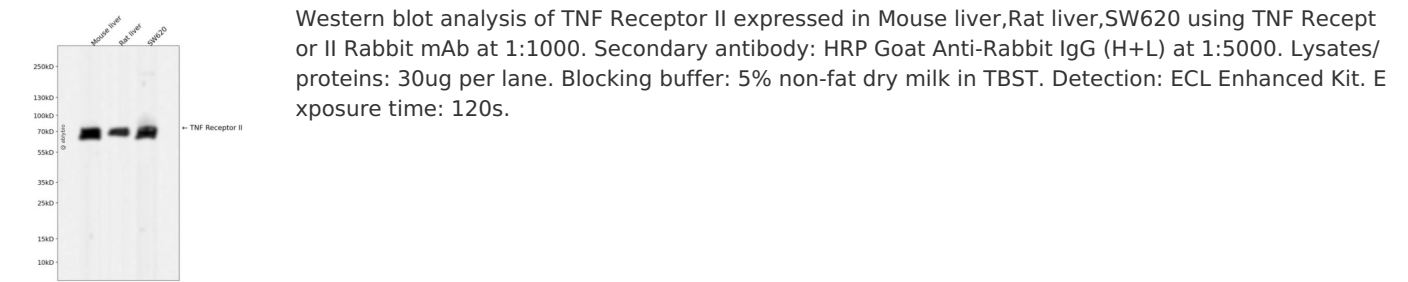 Mouse liver
Rat liver
SW620
250kD
130kD
100kD
70kD
55kD
35kD
25kD
15kD
10kD
← TNF Receptor II
Western blot analysis of TNF Receptor II expressed in Mouse liver,Rat liver,SW620 using TNF Recept
or II Rabbit mAb at 1:1000. Secondary antibody: HRP Goat Anti-Rabbit IgG (H+L) at 1:5000. Lysates/
proteins: 30ug per lane. Blocking buffer: 5% non-fat dry milk in TBST. Detection: ECL Enhanced Kit. E
xposure time: 120s.